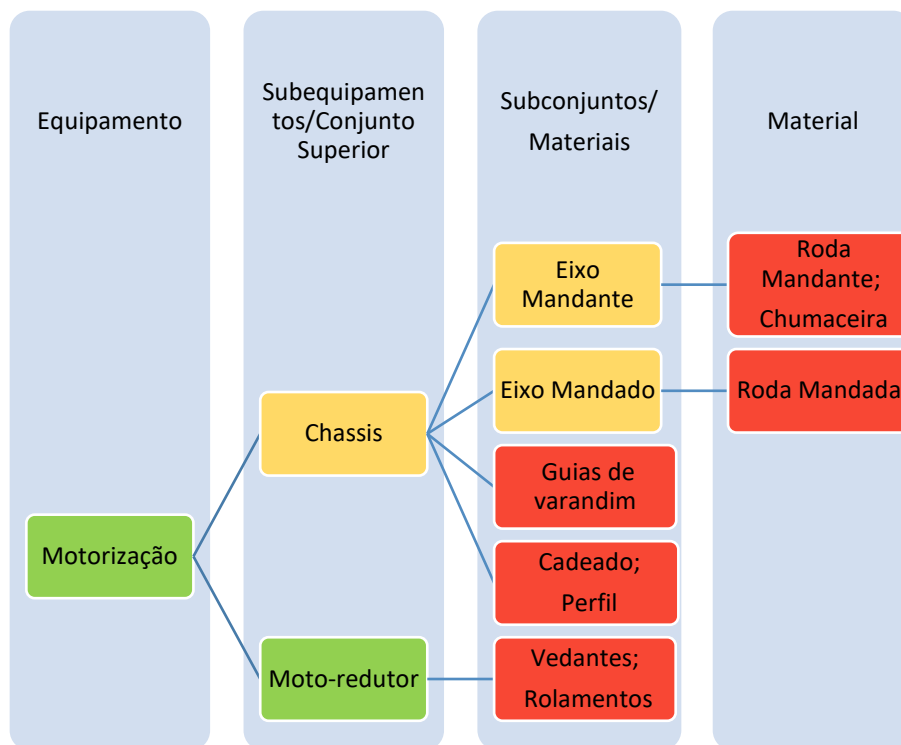 Equipamento
Subequipamen
tos/Conjunto
Superior
Subconjuntos/
Materiais
Material
Motorização
Chassis
Moto-redutor
Eixo
Mandante
Eixo Mandado
Guias de
varandim
Cadeado;
Perfil
Vedantes;
Rolamentos
Roda
Mandante;
Chumaceira
Roda Mandada